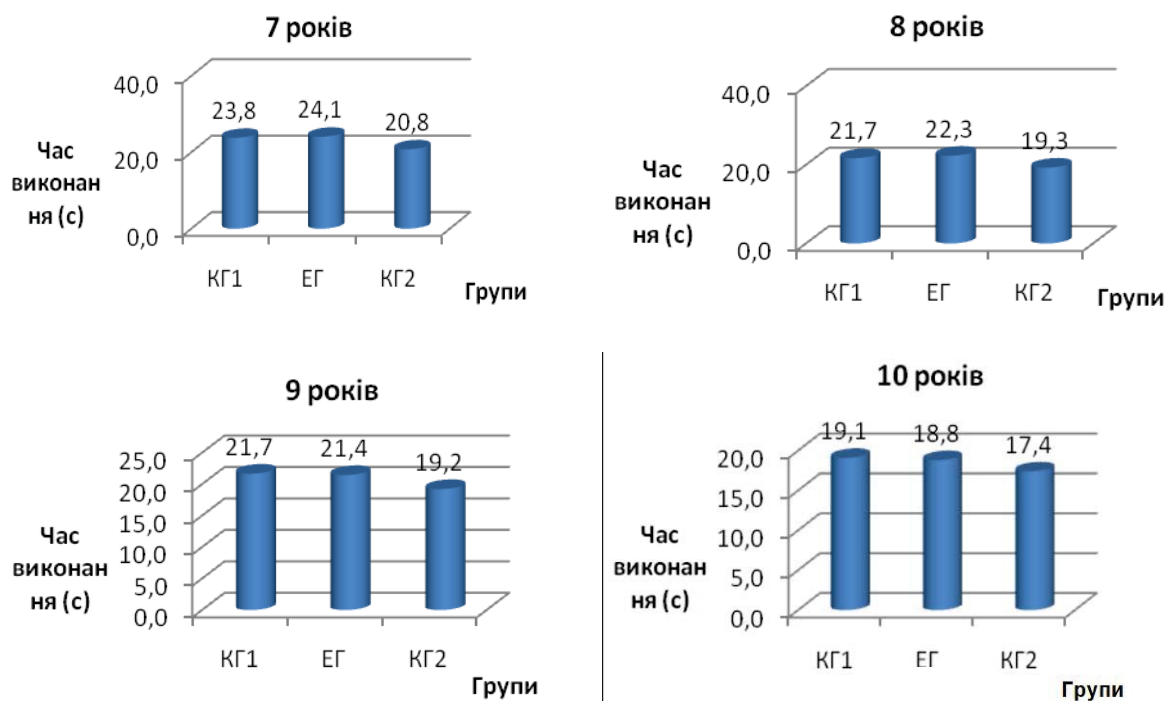 7 років
40,0
20,0
0,0
Час
виконан
ня (с)
23,8
24,1
20,8
КГ1
ЕГ
КГ2
Групи
8 років
40,0
20,0
0,0
Час
виконан
ня (с)
21,7
22,3
19,3
КГ1
ЕГ
КГ2
Групи
9 років
25,0
20,0
15,0
10,0
5,0
0,0
Час
виконан
ня (с)
21,7
21,4
19,2
КГ1
ЕГ
КГ2
Групи
10 років
20,0
15,0
10,0
5,0
0,0
Час
виконан
ня (с)
19,1
18,8
17,4
КГ1
ЕГ
КГ2
Групи